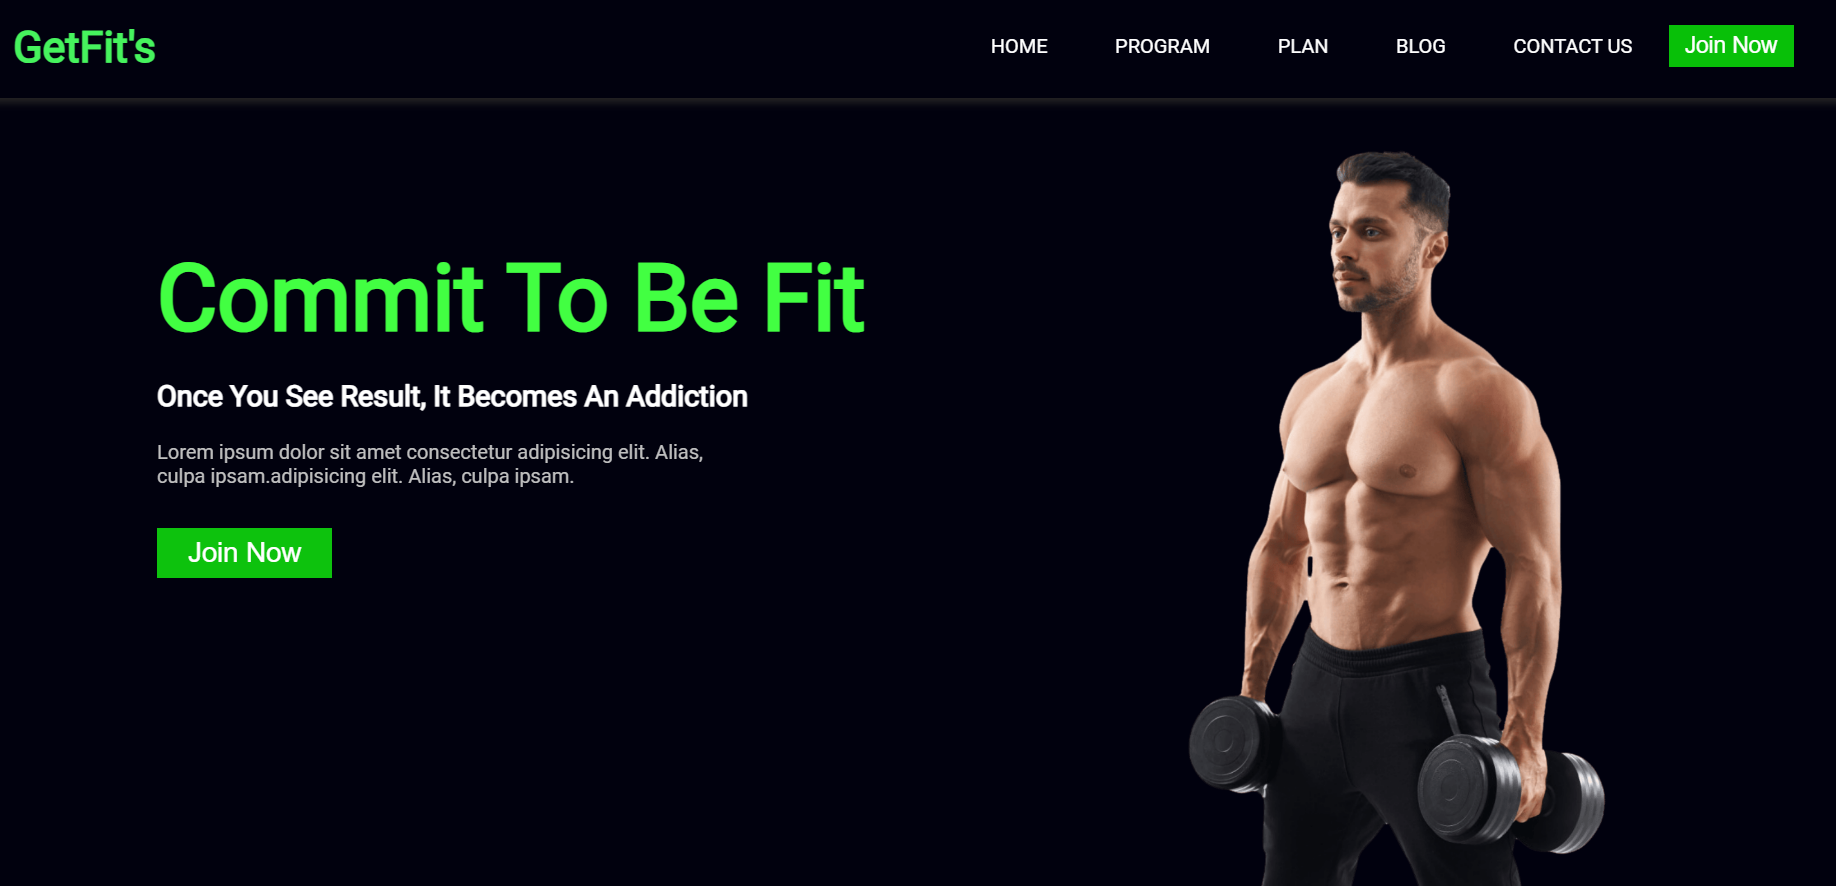 GetFit's
HOME PROGRAM PLAN BLOG CONTACT US Join Now
Commit To Be Fit
Once You See Result, It Becomes An Addiction
Lorem ipsum dolor sit amet consectetur adipisicing elit. Alias,
culpa ipsam.adipisicing elit. Alias, culpa ipsam.
Join Now